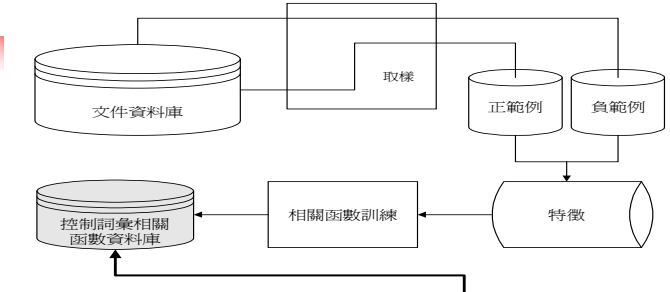 取樣
文件資料庫
正範例
負範例
控制詞彙相關
函數資料庫
相關函數訓練
特徵